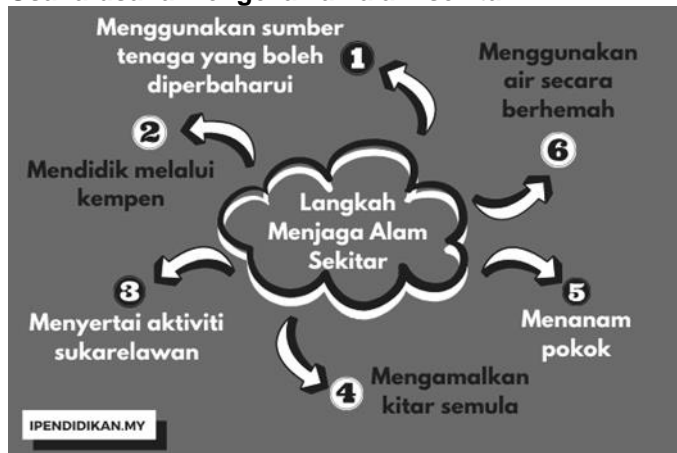 Menggunakan sumber
tenaga yang boleh
diperbaharui
1
2
Mendidik melalui
kempen
3
Menyertai aktiviti
sukarelawan
4
Mengamalkan
kitar semula
5
Menanam
pokok
Menggunakan
air secara
berhemah
6
Langkah
Menjaga Alam
Sekitar
IPENDIDIKAN.MY